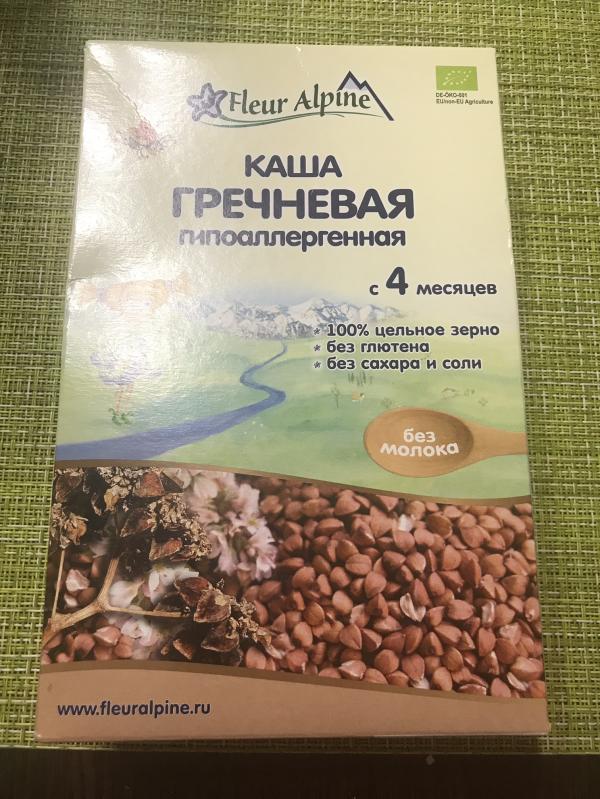 Fleur Alpine
DE-ÖKO-001
EU/non-EU Agriculture
КАША
ГРЕЧНЕВАЯ
гипоаллергенная
с 4 месяцев
100% цельное зерно
без глютена
без сахара и соли
без
молока
www.fleuralpine.ru